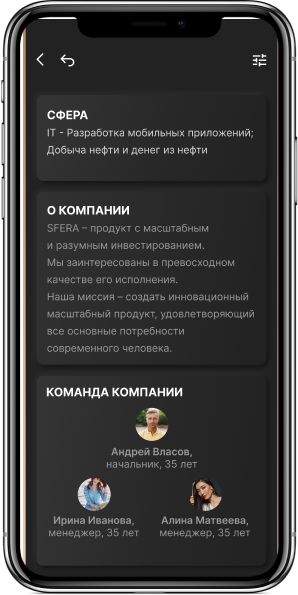 СФЕРА
IT - Разработка мобильных приложений;
Добыча нефти и денег из нефти
О КОМПАНИИ
SFERA – продукт с масштабным
и разумным инвестированием.
Мы заинтересованы в превосходном
качестве его исполнения.
Наша миссия – создать инновационный
масштабный продукт, удовлетворяющий
все основные потребности
современного человека.
КОМАНДА КОМПАНИИ
Андрей Власов,
начальник, 35 лет
Ирина Иванова,
менеджер, 35 лет
Алина Матвеева,
менеджер, 35 лет